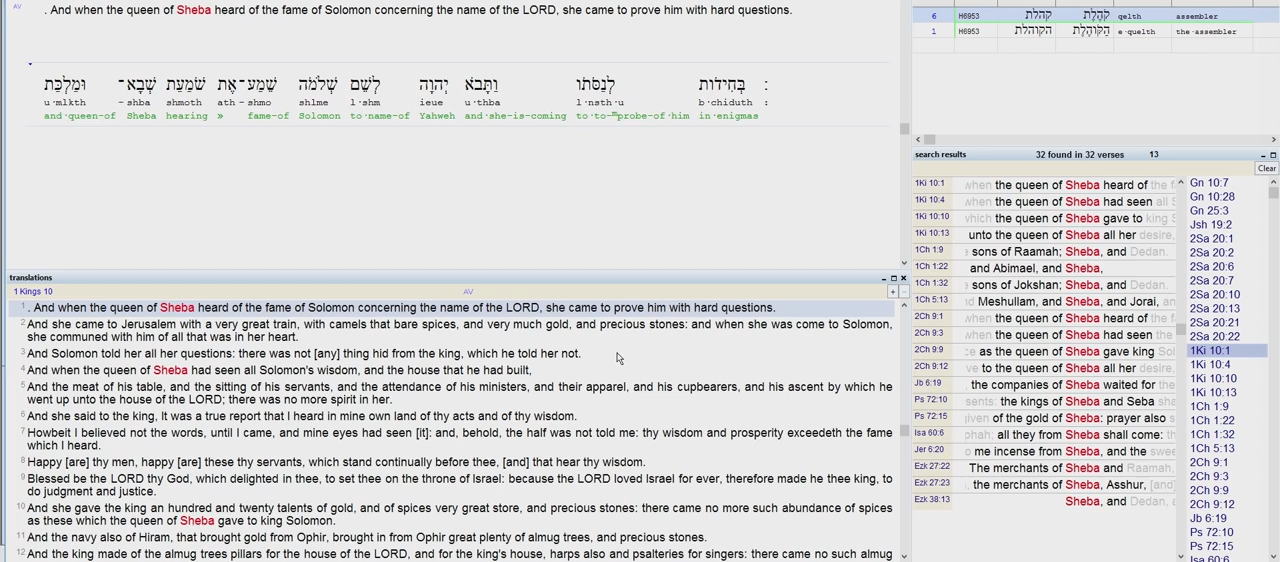 AV
. And when the queen of Sheba heard of the fame of Solomon concerning the name of the LORD, she came to prove him with hard questions.
וּמַלְכַּת שְׁבָא־ שֹׁמַעַת אֶת־שֵׁמַע שְׁלֹמֹה לְשֵׁם יְהוָה וַתָּבֹא לְנַסֹּתוֹ בְּחִידוֹת :
u·mlkth - shba shmoth ath - shmo shlme l·shm ieue u·thba l·nsth·u b·chiduth :
and·queen-of Sheba hearing » fame-of Solomon to·name-of Yahweh and·she-is-coming to·to-mprobe-of·him in·enigmas
translations
1 Kings 10 AV
1 . And when the queen of Sheba heard of the fame of Solomon concerning the name of the LORD, she came to prove him with hard questions.
2 And she came to Jerusalem with a very great train, with camels that bare spices, and very much gold, and precious stones: and when she was come to Solomon,
she communed with him of all that was in her heart.
3 And Solomon told her all her questions: there was not [any] thing hid from the king, which he told her not.
4 And when the queen of Sheba had seen all Solomon's wisdom, and the house that he had built,
5 And the meat of his table, and the sitting of his servants, and the attendance of his ministers, and their apparel, and his cupbearers, and his ascent by which he
went up unto the house of the LORD; there was no more spirit in her.
6 And she said to the king, It was a true report that I heard in mine own land of thy acts and of thy wisdom.
7 Howbeit I believed not the words, until I came, and mine eyes had seen [it]: and, behold, the half was not told me: thy wisdom and prosperity exceedeth the fame
which I heard.
8 Happy [are] thy men, happy [are] these thy servants, which stand continually before thee, [and] that hear thy wisdom.
9 Blessed be the LORD thy God, which delighted in thee, to set thee on the throne of Israel: because the LORD loved Israel for ever, therefore made he thee king, to
do judgment and justice.
10 And she gave the king an hundred and twenty talents of gold, and of spices very great store, and precious stones: there came no more such abundance of spices
as these which the queen of Sheba gave to king Solomon.
11 And the navy also of Hiram, that brought gold from Ophir, brought in from Ophir great plenty of almug trees, and precious stones.
12 And the king made of the almug trees pillars for the house of the LORD, and for the king's house, harps also and psalteries for singers: there came no such almug
6 H6953 קהלת קֹהֶלֶת qelth assembler
1 H6953 הקוהלת הַקּוֹהֶלֶת e·quelth the·assembler
search results 32 found in 32 verses 13
Clear
1Ki 10:1 when the queen of Sheba heard of the
1Ki 10:4 when the queen of Sheba had seen all
1Ki 10:10 which the queen of Sheba gave to king
1Ki 10:13 unto the queen of Sheba all her desire,
1Ch 1:9 sons of Raamah; Sheba, and Dedan.
1Ch 1:22 and Abimael, and Sheba,
1Ch 1:32 sons of Jokshan; Sheba, and Dedan.
1Ch 5:13 Meshullam, and Sheba, and Jorai, and
2Ch 9:1 when the queen of Sheba heard of the
2Ch 9:3 when the queen of Sheba had seen the
2Ch 9:9 as the queen of Sheba gave king
2Ch 9:12 to the queen of Sheba all her desire,
Jb 6:19 the companies of Sheba waited for
Ps 72:10 the kings of Sheba and Seba
Ps 72:15 given of the gold of Sheba: prayer also
Isa 60:6 all they from Sheba shall come:
Jer 6:20 to me incense from Sheba, and the
Ezk 27:22 The merchants of Sheba and Raamah,
Ezk 27:23 the merchants of Sheba, Asshur, [and]
Ezk 38:13 Sheba, and Dedan,
Gn 10:7
Gn 10:28
Gn 25:3
Jsh 19:2
2Sa 20:1
2Sa 20:2
2Sa 20:6
2Sa 20:7
2Sa 20:10
2Sa 20:13
2Sa 20:21
2Sa 20:22
1Ki 10:1
1Ki 10:4
1Ki 10:10
1Ki 10:13
1Ch 1:9
1Ch 1:22
1Ch 1:32
1Ch 5:13
2Ch 9:1
2Ch 9:3
2Ch 9:9
2Ch 9:12
Jb 6:19
Ps 72:10
Ps 72:15
Isa 60:6